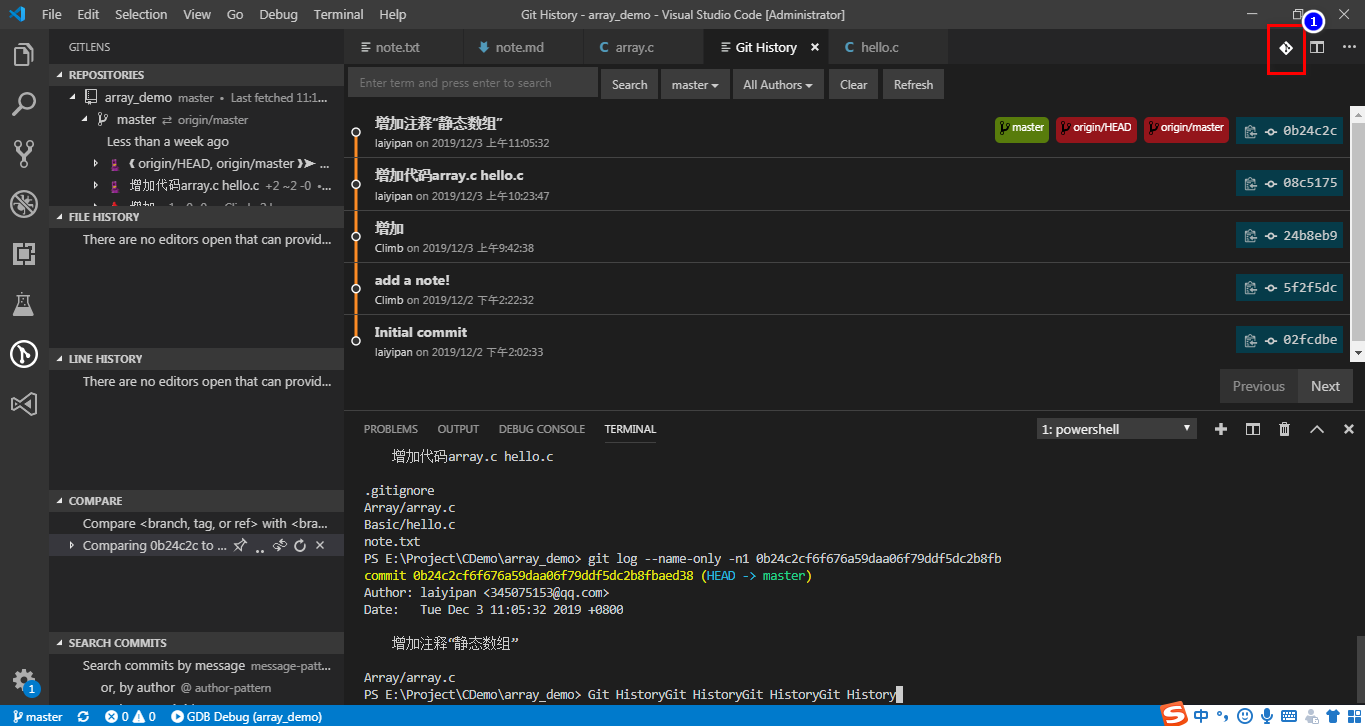 File Edit Selection View Go Debug Terminal Help Git History - array_demo - Visual Studio Code [Administrator]
1
GITLENS
note.txt note.md C array.c Git History × C hello.c
REPOSITORIES
array_demo master • Last fetched 11:1...
master ⇄ origin/master
Less than a week ago
❰ origin/HEAD, origin/master ❱➤ ...
增加代码array.c hello.c +2 ~2 -0 •...
FILE HISTORY
There are no editors open that can provid...
LINE HISTORY
There are no editors open that can provid...
COMPARE
Compare <branch, tag, or ref> with <bra...
Comparing 0b24c2c to ...
SEARCH COMMITS
Search commits by message message-patt...
or, by author @ author-pattern
Enter term and press enter to search Search master All Authors Clear Refresh
增加注释“静态数组”
laiyipan on 2019/12/3 上午11:05:32
master origin/HEAD origin/master 0b24c2c
增加代码array.c hello.c
laiyipan on 2019/12/3 上午10:23:47
08c5175
增加
Climb on 2019/12/3 上午9:42:38
24b8eb9
add a note!
Climb on 2019/12/2 下午2:22:32
5f2f5dc
Initial commit
laiyipan on 2019/12/2 下午2:02:33
02fcdbe
Previous Next
PROBLEMS OUTPUT DEBUG CONSOLE TERMINAL 1: powershell
增加代码array.c hello.c
.gitignore
Array/array.c
Basic/hello.c
note.txt
PS E:\Project\CDemo\array_demo> git log --name-only -n1 0b24c2cf6f676a59daa06f79ddf5dc2b8fb
commit 0b24c2cf6f676a59daa06f79ddf5dc2b8fbaed38 (HEAD -> master)
Author: laiyipan <345075153@qq.com>
Date: Tue Dec 3 11:05:32 2019 +0800
增加注释“静态数组”
Array/array.c
PS E:\Project\CDemo\array_demo> Git HistoryGit HistoryGit HistoryGit History
1
master 0 0 GDB Debug (array_demo)
S 中